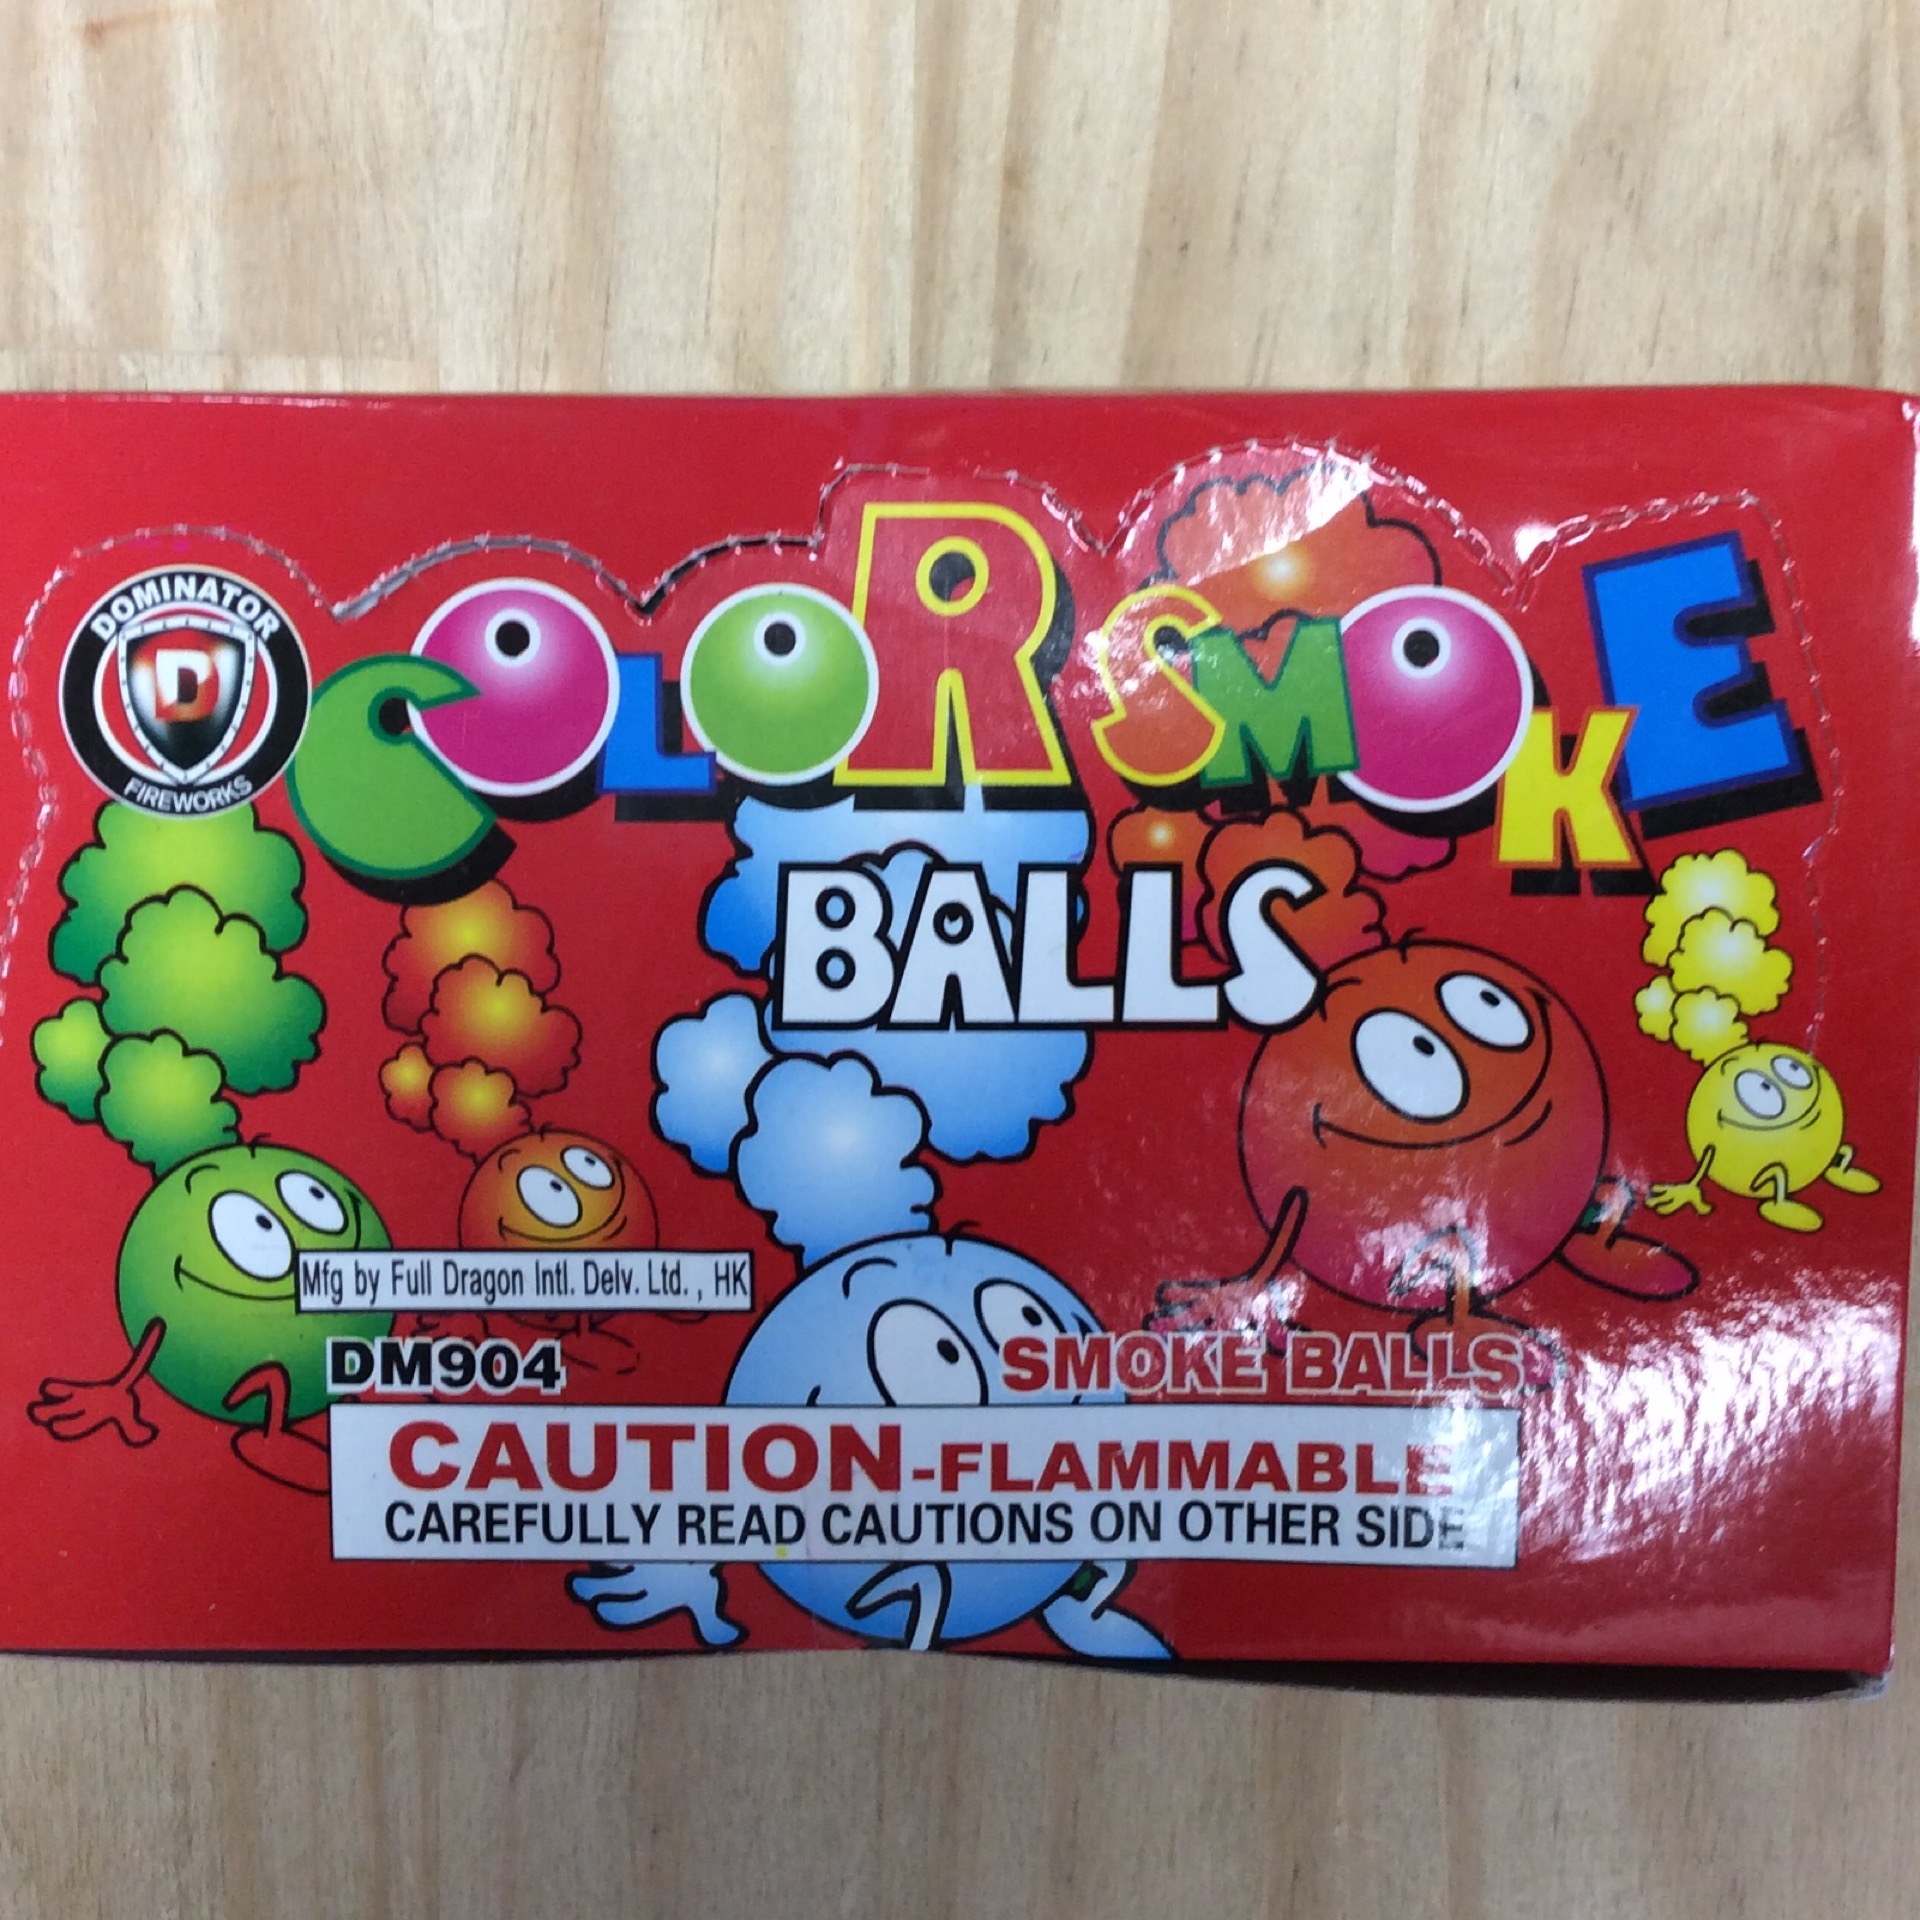 DOMINATOR
D
FIREWORKS
COLOR SMOKE
BALLS
Mfg by Full Dragon Intl. Delv. Ltd. , HK
DM904
SMOKE BALLS
CAUTION-FLAMMABLE
CAREFULLY READ CAUTIONS ON OTHER SIDE